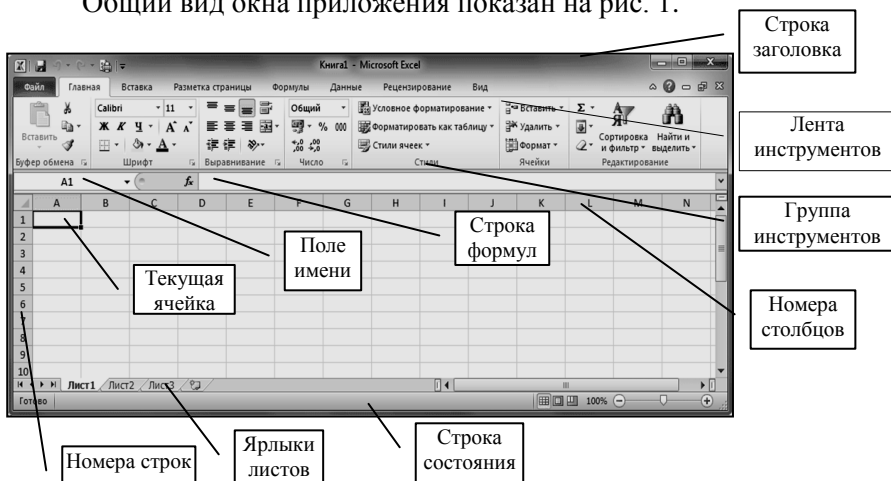 Общий вид окна приложения показан на рис. 1.
Строка
заголовка
Книга1 - Microsoft Excel
Файл Главная Вставка Разметка страницы Формулы Данные Рецензирование Вид
Вставить
Calibri 11
Ж К Ч
Общий
% 000
Условное форматирование
Форматировать как таблицу
Стили ячеек
Вставить
Удалить
Формат
Σ
Сортировка и фильтр
Найти и выделить
Буфер обмена Шрифт Выравнивание Число Стили Ячейки Редактирование
Лента
инструментов
A1 fx
A B C D E F G H I J K L M N
1
2
3
4
5
6
7
8
9
10
Группа
инструментов
Поле
имени
Строка
формул
Текущая
ячейка
Номера
столбцов
Лист1 Лист2 Лист3
Готово 100%
Номера строк
Ярлыки
листов
Строка
состояния